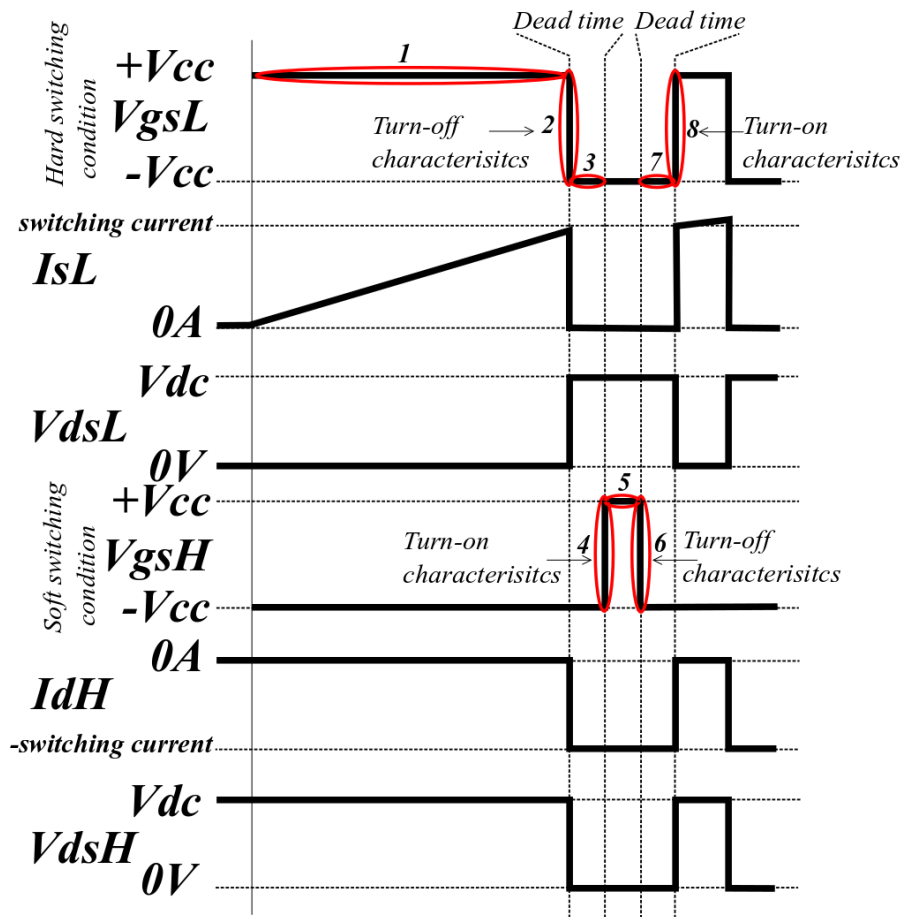 Dead time Dead time
Hard switching
condition
+Vcc
VgsL
-Vcc
1
2
3
7
8
Turn-off
characterisitcs
Turn-on
characterisitcs
switching current
IsL
0A
Vdc
VdsL
0V
Soft switching
condition
+Vcc
VgsH
-Vcc
5
4
6
Turn-on
characterisitcs
Turn-off
characterisitcs
0A
IdH
-switching current
Vdc
VdsH
0V